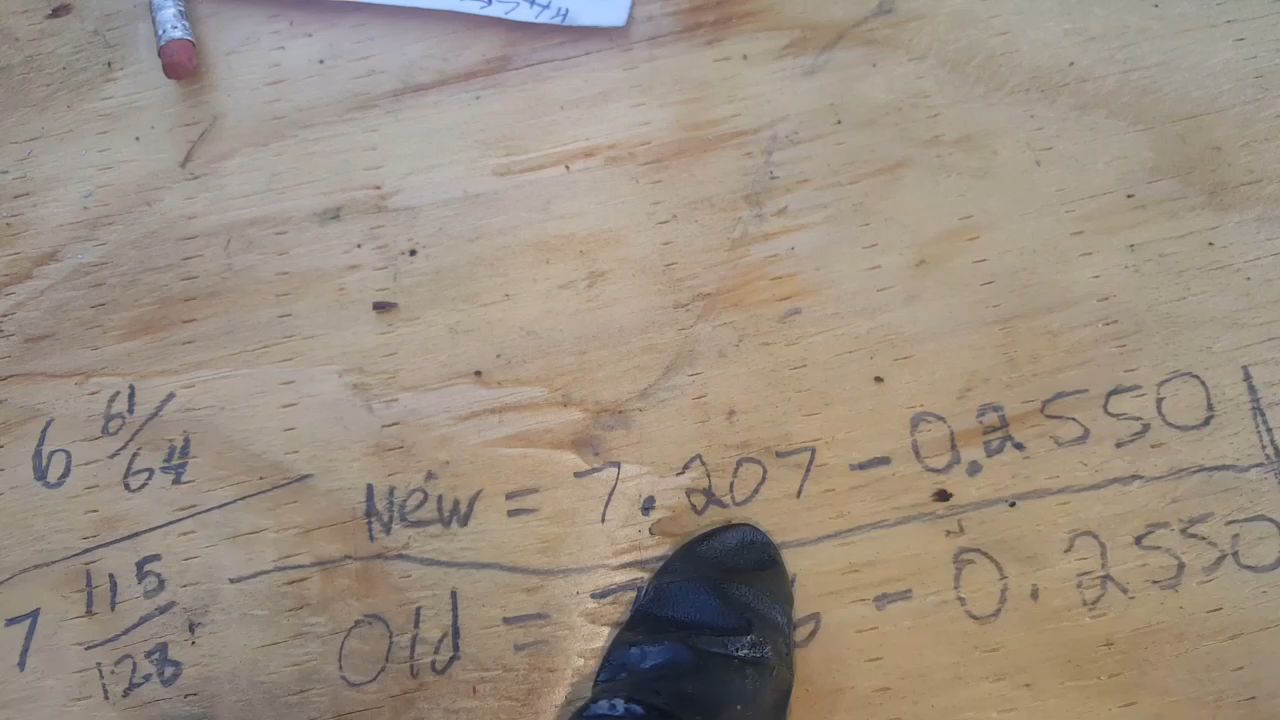 6 61/64
New = 7.207 - 0.2550
7 115/128
Old = - 0.2550